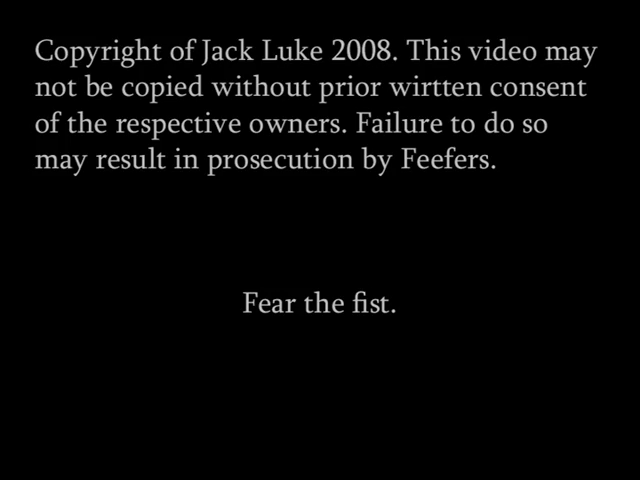 Copyright of Jack Luke 2008. This video may
not be copied without prior wirtten consent
of the respective owners. Failure to do so
may result in prosecution by Feefers.
Fear the fist.